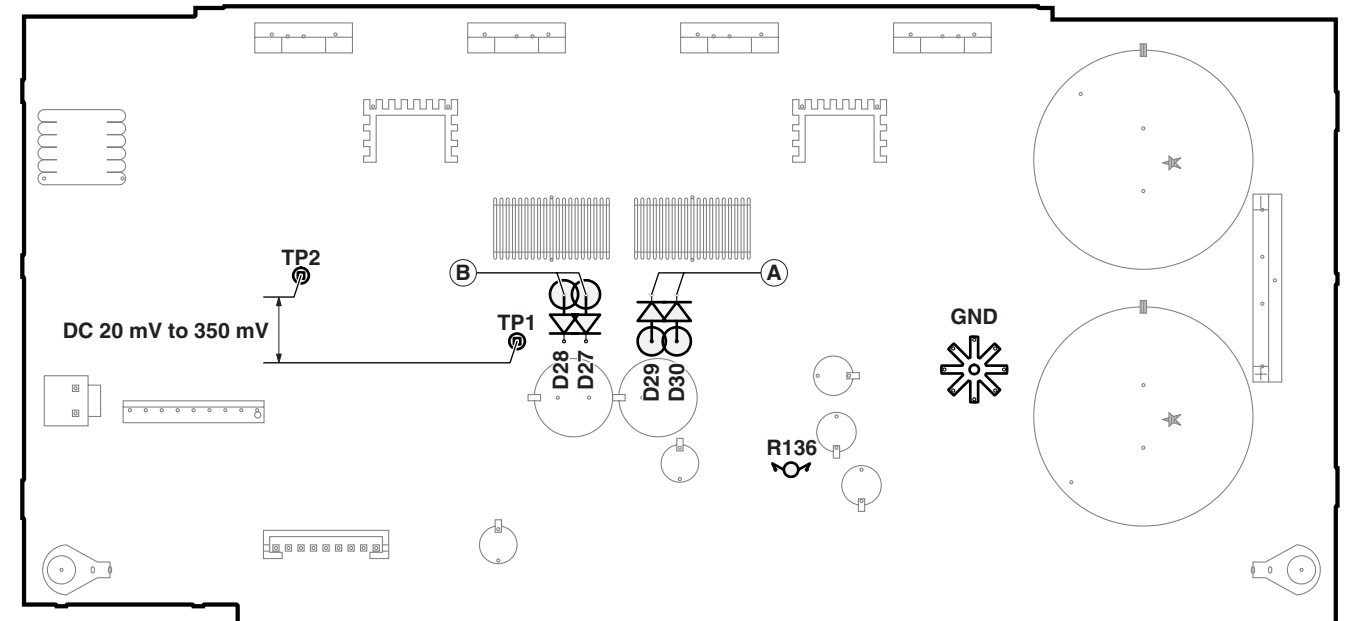 TP2
B
A
DC 20 mV to 350 mV
TP1
GND
D28
D27
D29
D30
R136